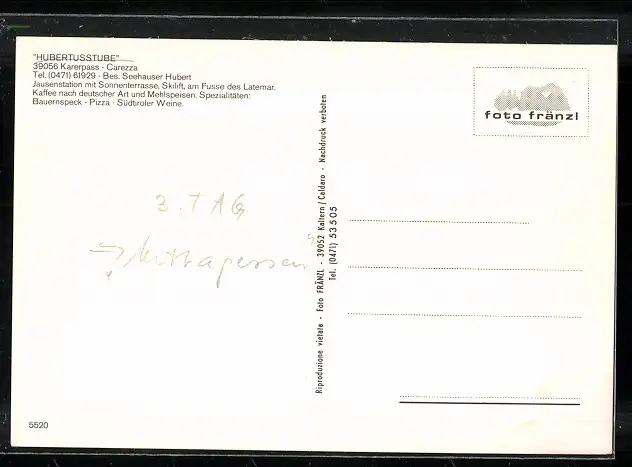 "HUBERTUSSTUBE"
39056 Karerpass - Carezza
Tel. (0471) 61929 - Bes. Seehauser Hubert
Jausenstation mit Sonnenterrasse, Skilift, am Fusse des Latemar.
Kaffee nach deutscher Art und Mehlspeisen. Spezialitäten:
Bauernspeck - Pizza - Südtiroler Weine.
foto fränzl
3. TAG
→ Mittagessen
Riproduzione vietata - Foto FRÄNZL - 39052 Kaltern/Caldaro - Nachdruck verboten
Tel. (0471) 53505
5520